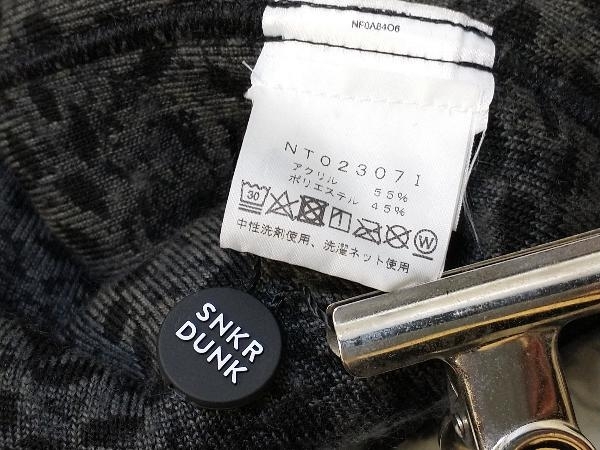 NF0A84O6
NT02307I
アクリル 55%
ポリエステル 45%
30
W
中性洗剤使用、洗濯ネット使用
SNKR
DUNK